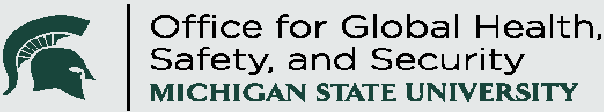 Office for Global Health,
Safety, and Security
MICHIGAN STATE UNIVERSITY